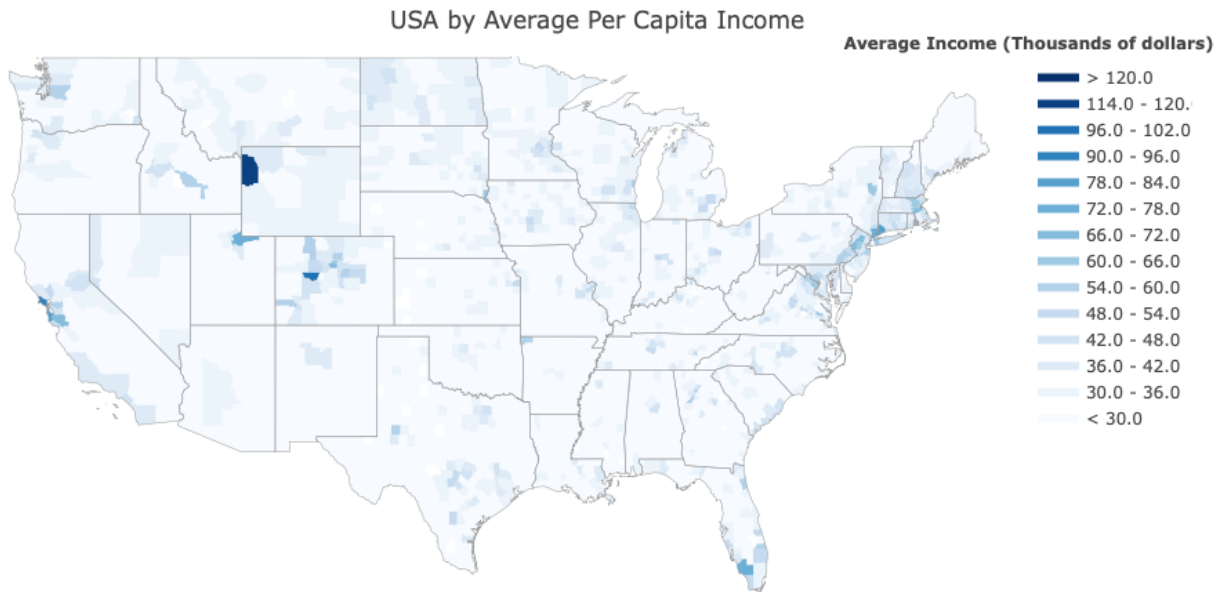 USA by Average Per Capita Income
Average Income (Thousands of dollars)
> 120.0
114.0 - 120.
96.0 - 102.0
90.0 - 96.0
78.0 - 84.0
72.0 - 78.0
66.0 - 72.0
60.0 - 66.0
54.0 - 60.0
48.0 - 54.0
42.0 - 48.0
36.0 - 42.0
30.0 - 36.0
< 30.0